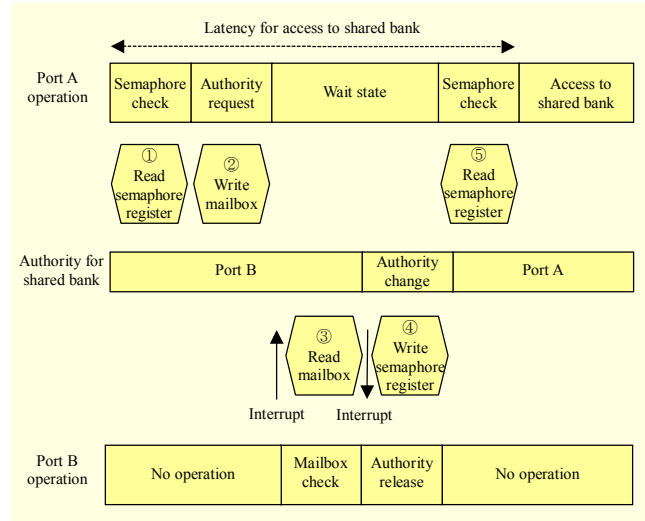 Latency for access to shared bank
Port A
operation
Semaphore
check
Authority
request
Wait state
Semaphore
check
Access to
shared bank
①
Read
semaphore
register
②
Write
mailbox
⑤
Read
semaphore
register
Authority for
shared bank
Port B
Authority
change
Port A
③
Read
mailbox
④
Write
semaphore
register
Interrupt
Interrupt
Port B
operation
No operation
Mailbox
check
Authority
release
No operation